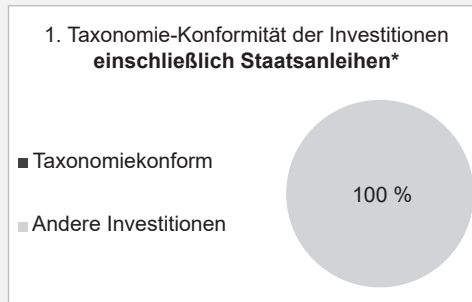 1. Taxonomie-Konformität der Investitionen
einschließlich Staatsanleihen*
Taxonomiekonform
100 %
Andere Investitionen